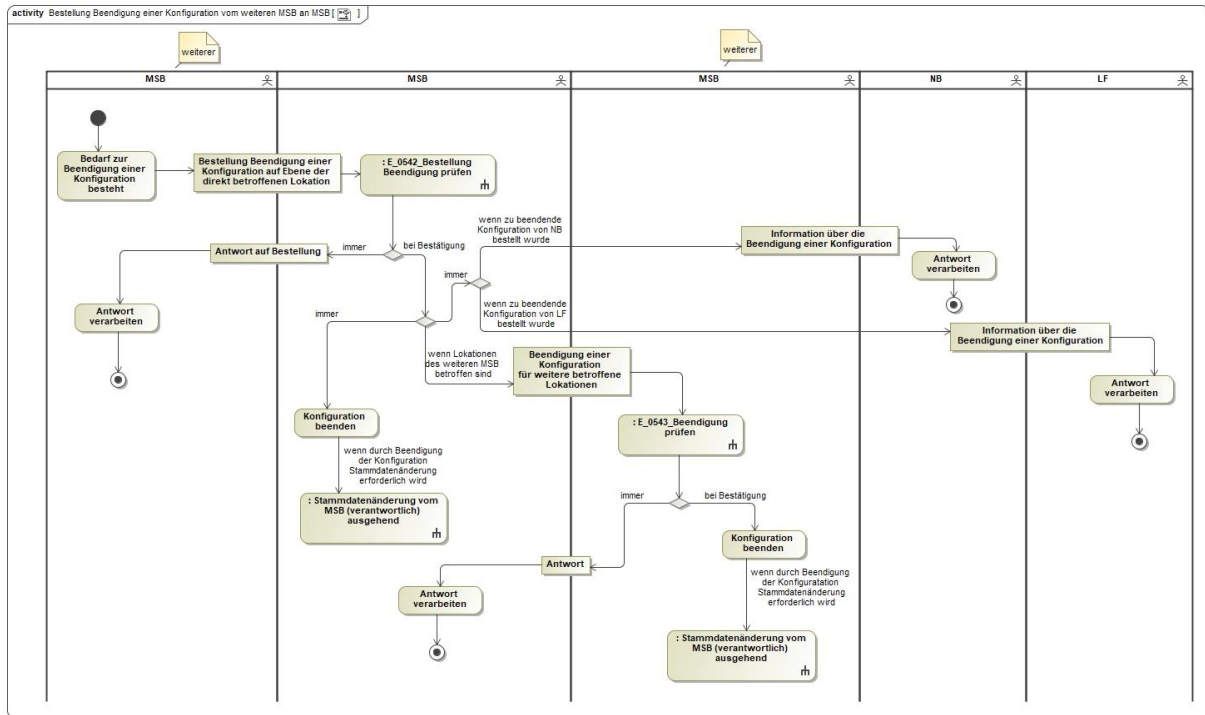 activity Bestellung Beendigung einer Konfiguration vom weiteren MSB an MSB [ ]
weiterer
weiterer
MSB
MSB
MSB
NB
LF
Bedarf zur
Beendigung einer
Konfiguration
besteht
Bestellung Beendigung einer
Konfiguration auf Ebene der
direkt betroffenen Lokation
: E_0542_Bestellung
Beendigung prüfen
wenn zu beendende
Konfiguration von NB
bestellt wurde
Information über die
Beendigung einer Konfiguration
Antwort auf Bestellung
immer
bei Bestätigung
Antwort
verarbeiten
immer
Antwort
verarbeiten
immer
wenn zu beendende
Konfiguration von LF
bestellt wurde
Information über die
Beendigung einer Konfiguration
wenn Lokationen
des weiteren MSB
betroffen sind
Beendigung einer
Konfiguration
für weitere betroffene
Lokationen
Antwort
verarbeiten
Konfiguration
beenden
: E_0543_Beendigung
prüfen
wenn durch Beendigung
der Konfiguration
Stammdatenänderung
erforderlich wird
: Stammdatenänderung vom
MSB (verantwortlich)
ausgehend
immer
bei Bestätigung
Konfiguration
beenden
Antwort
wenn durch Beendigung
der Konfiguratation
Stammdatenänderung
erforderlich wird
Antwort
verarbeiten
: Stammdatenänderung vom
MSB (verantwortlich)
ausgehend